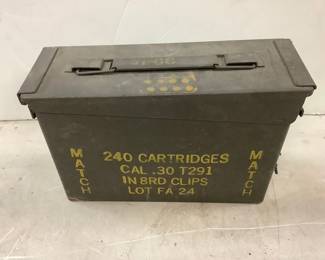 240 CARTRIDGES
CAL .30 T291
IN 8RD CLIPS
LOT FA 24
MATCH
MATCH